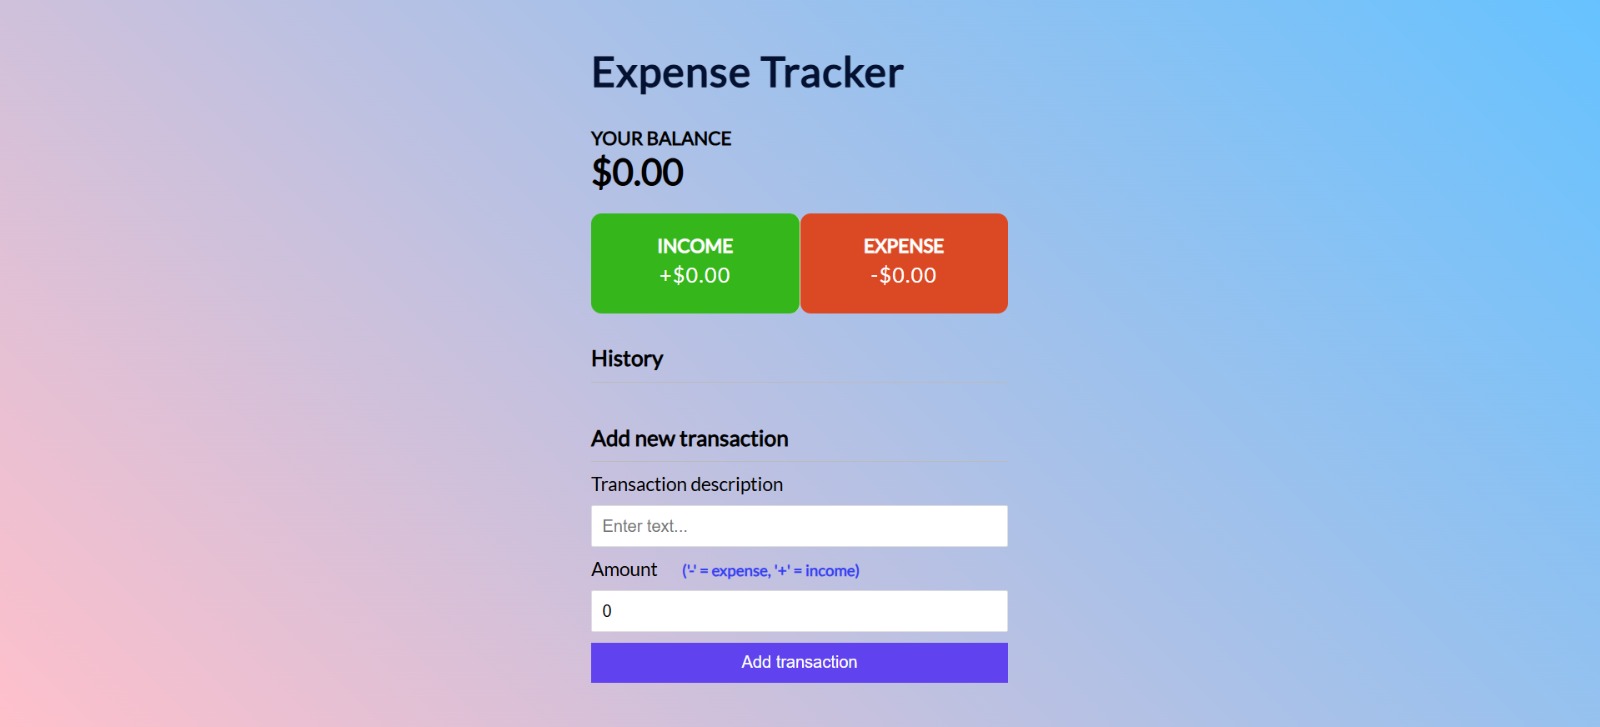 Expense Tracker
YOUR BALANCE
$0.00
INCOME
+$0.00
EXPENSE
-$0.00
History
Add new transaction
Transaction description
Enter text...
Amount ('-' = expense, '+' = income)
0
Add transaction